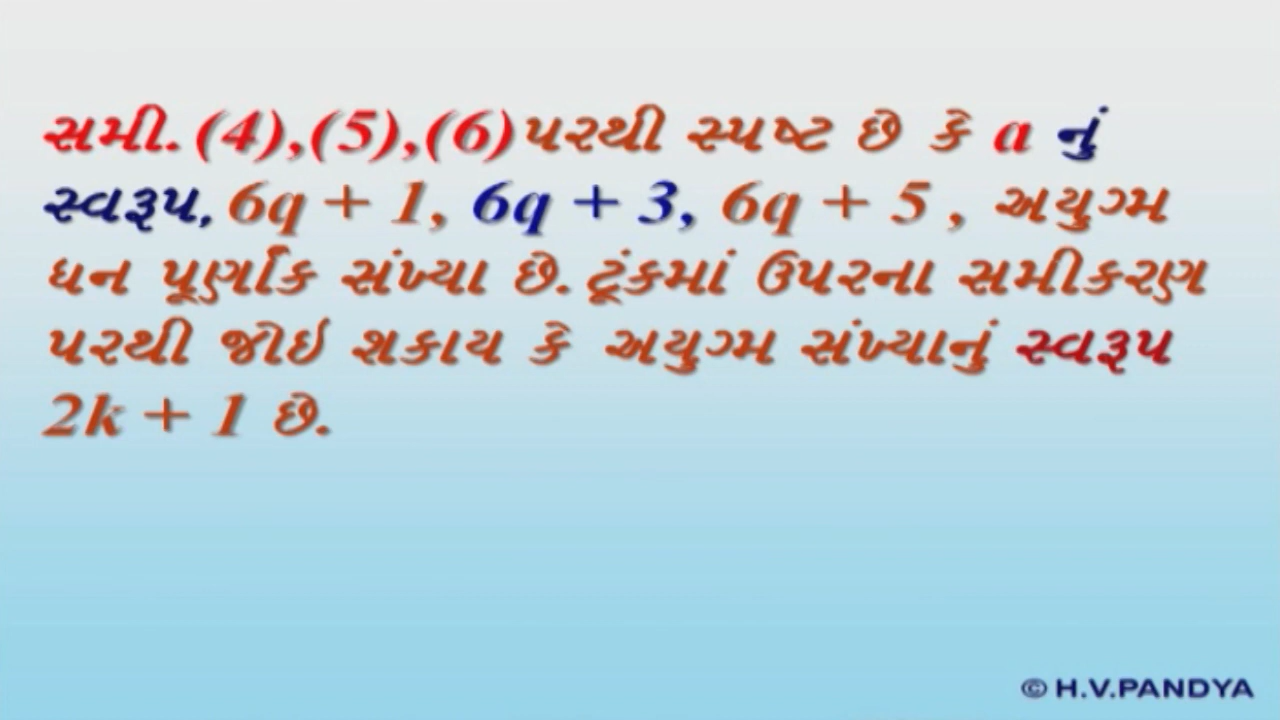 સમી. (4),(5),(6) પરથી સ્પષ્ટ છે કે a નું
સ્વરૂપ, 6q + 1, 6q + 3, 6q + 5 , અયુગ્મ
ધન પૂર્ણાંક સંખ્યા છે. ટૂંકમાં ઉપરના સમીકરણ
પરથી જોઇ શકાય કે અયુગ્મ સંખ્યાનું સ્વરૂપ
2k + 1 છે.
© H.V.PANDYA